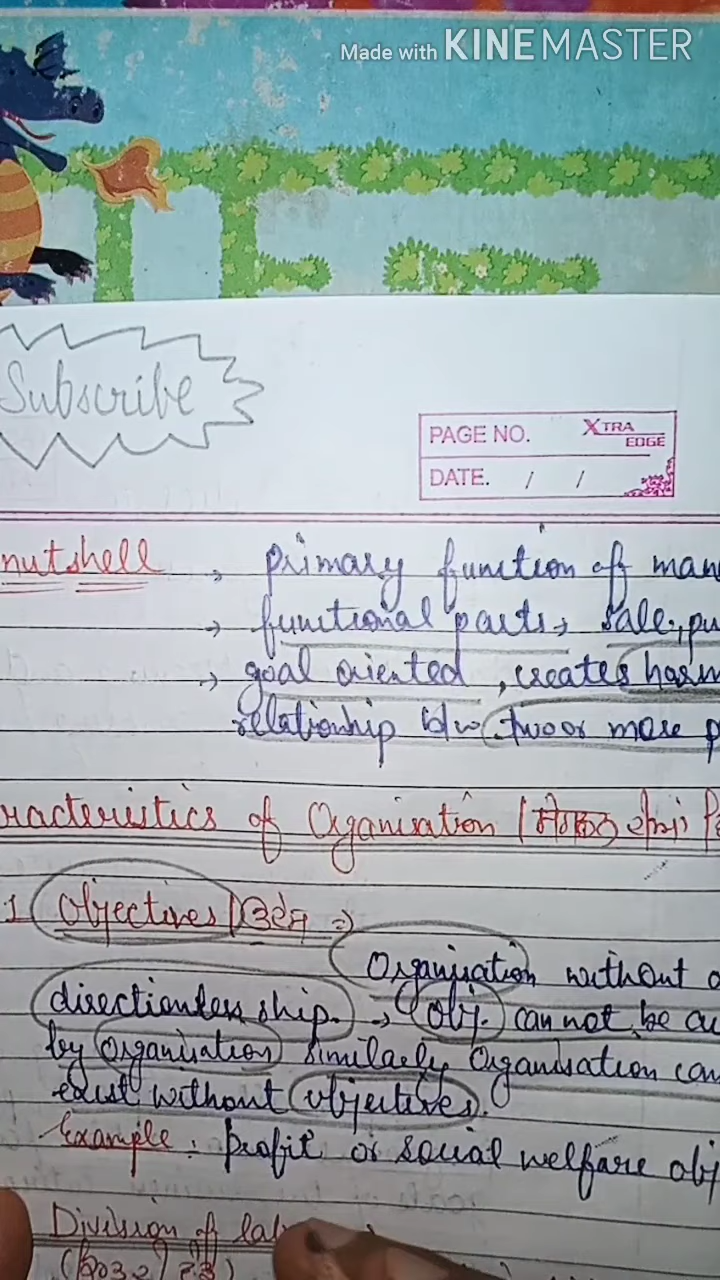 Made with KINEMASTER
Subscribe
PAGE NO. XTRA EDGE
DATE. / /
nutshell → primary function of man
→ functional parts → sale, pu
→ goal oriented, creates harm
relationship b/w two or more p
racteristics of Organisation (
1 Objectives ( ⇒
Organisation without o
directionless ship. → obj. can not be
by Organisation similarly Organisation can
exist without objectives.
Example : Profit or social welfare obj
Division of la